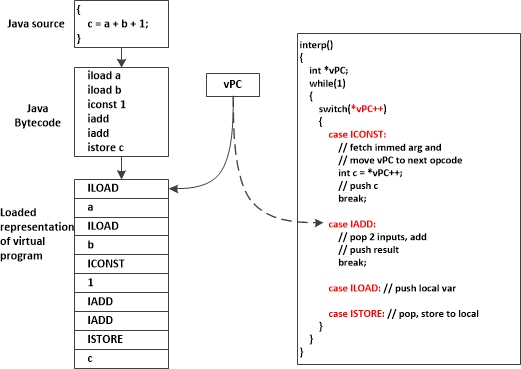 Java source
{
c = a + b + 1;
}
Java
Bytecode
iload a
iload b
iconst 1
iadd
iadd
istore c
vPC
Loaded
representation
of virtual
program
ILOAD
a
ILOAD
b
ICONST
1
IADD
IADD
ISTORE
c
interp()
{
int *vPC;
while(1)
{
switch(*vPC++)
{
case ICONST:
// fetch immed arg and
// move vPC to next opcode
int c = *vPC++;
// push c
break;
case IADD:
// pop 2 inputs, add
// push result
break;
case ILOAD: // push local var
case ISTORE: // pop, store to local
}
}
}